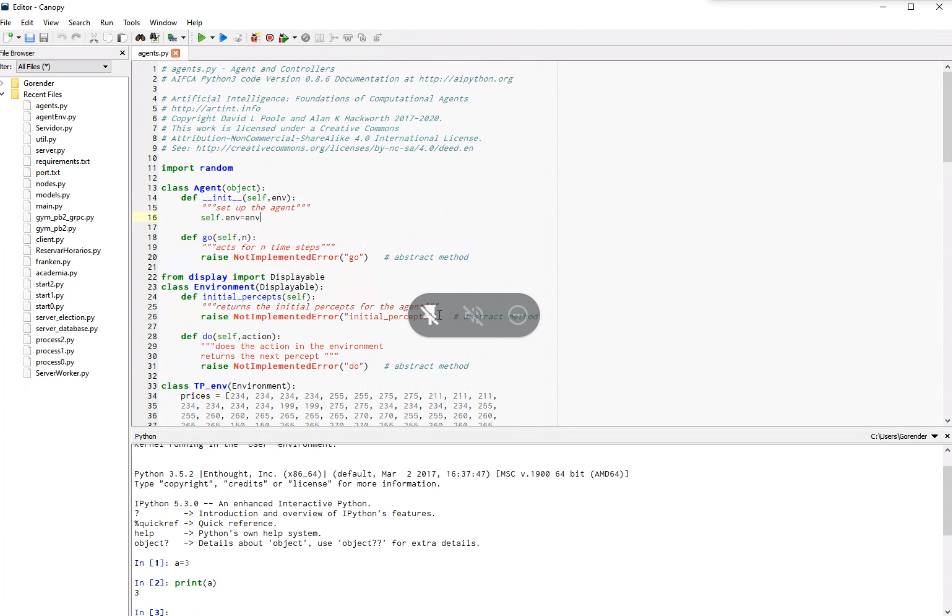 Editor - Canopy
File Edit View Search Run Tools Window Help
File Browser
Filter: All Files (*)
Gorender
Recent Files
agents.py
agentEnv.py
Servidor.py
util.py
server.py
requirements.txt
port.txt
nodes.py
models.py
main.py
gym_pb2_grpc.py
gym_pb2.py
client.py
ReservarHorarios.py
franken.py
academia.py
start2.py
start1.py
start0.py
server_election.py
server_database.py
process2.py
process1.py
process0.py
ServerWorker.py
agents.py
1 # agents.py - Agent and Controllers
2 # AIFCA Python3 code Version 0.8.6 Documentation at http://aipython.org
3
4 # Artificial Intelligence: Foundations of Computational Agents
5 # http://artint.info
6 # Copyright David L Poole and Alan K Mackworth 2017-2020.
7 # This work is licensed under a Creative Commons
8 # Attribution-NonCommercial-ShareAlike 4.0 International License.
9 # See: http://creativecommons.org/licenses/by-nc-sa/4.0/deed.en
10
11 import random
12
13 class Agent(object):
14 def __init__(self,env):
15 """set up the agent"""
16 self.env=env
17
18 def go(self,n):
19 """acts for n time steps"""
20 raise NotImplementedError("go") # abstract method
21
22 from display import Displayable
23 class Environment(Displayable):
24 def initial_percepts(self):
25 """returns the initial percepts for the agent"""
26 raise NotImplementedError("initial_percepts") # abstract method
27
28 def do(self,action):
29 """does the action in the environment
30 returns the next percept """
31 raise NotImplementedError("do") # abstract method
32
33 class TP_env(Environment):
34 prices = [234, 234, 234, 234, 255, 255, 275, 275, 211, 211, 211,
35 234, 234, 234, 234, 199, 199, 275, 275, 234, 234, 234, 234, 255,
36 255, 260, 260, 265, 265, 265, 265, 270, 270, 255, 255, 260, 260,
Python
C:\Gorender
Kernel running in the 'User' environment.
Python 3.5.2 |Enthought, Inc. (x86_64)| (default, Mar 2 2017, 16:37:47) [MSC v.1900 64 bit (AMD64)]
Type "copyright", "credits" or "license" for more information.
IPython 5.3.0 -- An enhanced Interactive Python.
? -> Introduction and overview of IPython's features.
%quickref -> Quick reference.
help -> Python's own help system.
object? -> Details about 'object', use 'object??' for extra details.
In [1]: a=3
In [2]: print(a)
3
In [3]: